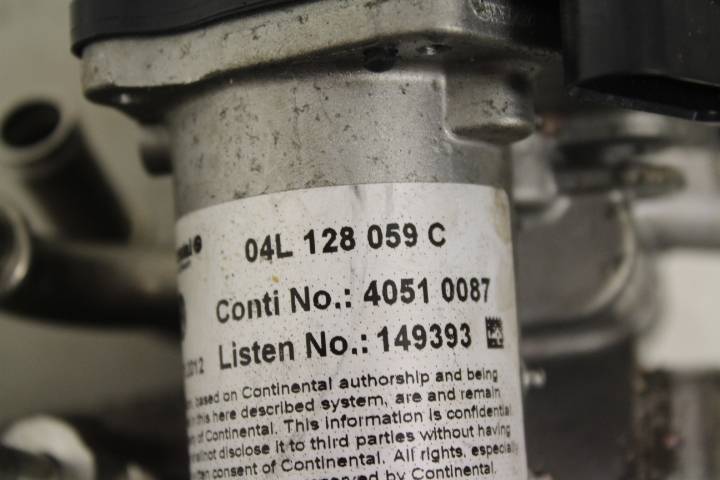 04L 128 059 C
Conti No.: 4051 0087
Listen No.: 149393
2012
based on Continental authorship and being
this here described system, are and remain
of Continental. This information is confidential
not disclose it to third parties without having
consent of Continental. All rights, especially
by Continental.